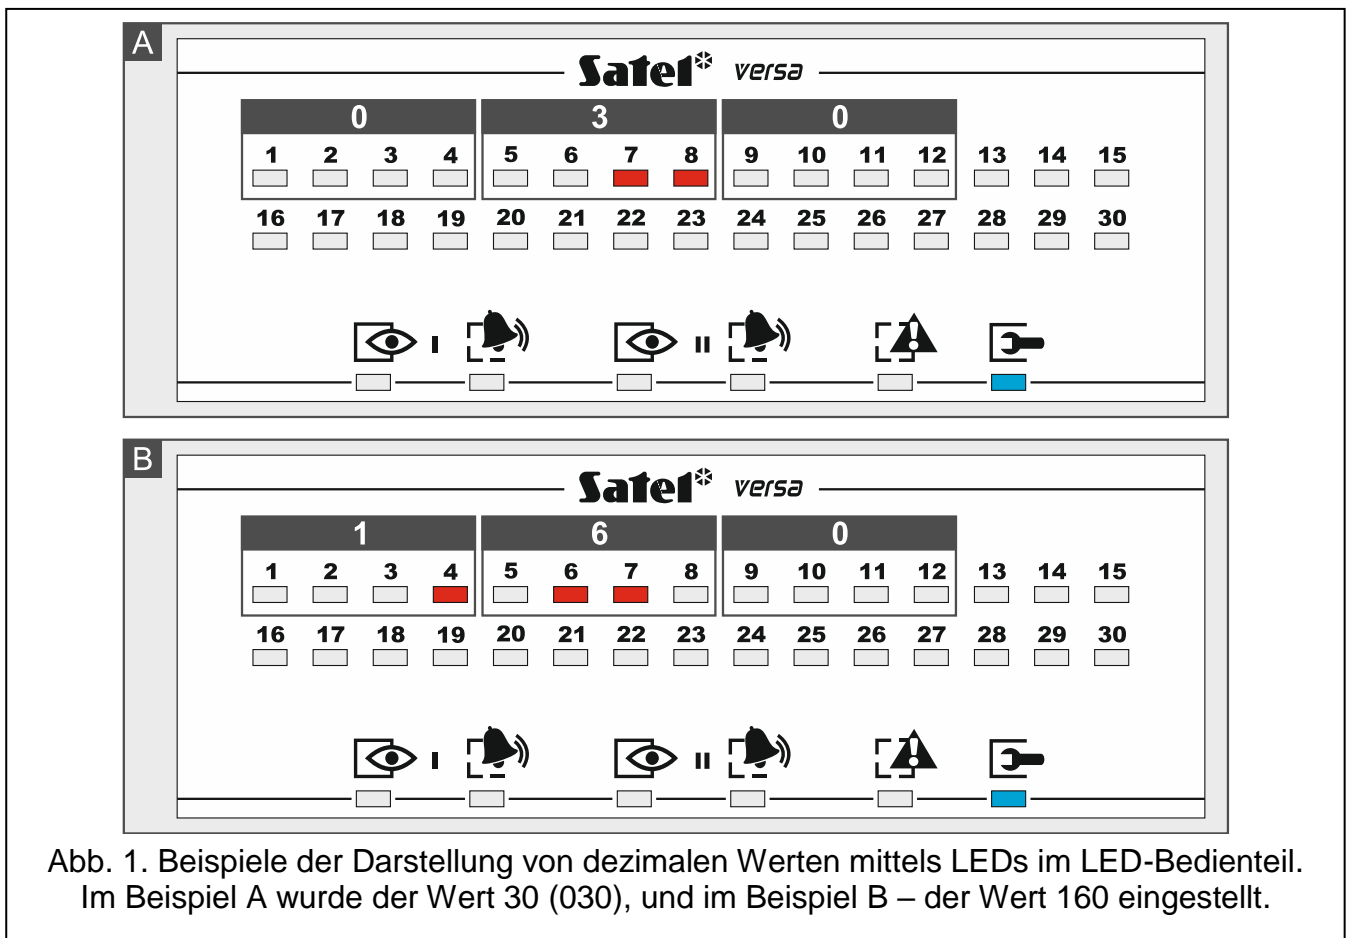 A
Satel versa
0 3 0
1 2 3 4 5 6 7 8 9 10 11 12 13 14 15
16 17 18 19 20 21 22 23 24 25 26 27 28 29 30
I II
B
Satel versa
1 6 0
1 2 3 4 5 6 7 8 9 10 11 12 13 14 15
16 17 18 19 20 21 22 23 24 25 26 27 28 29 30
I II
Abb. 1. Beispiele der Darstellung von dezimalen Werten mittels LEDs im LED-Bedienteil.
Im Beispiel A wurde der Wert 30 (030), und im Beispiel B – der Wert 160 eingestellt.